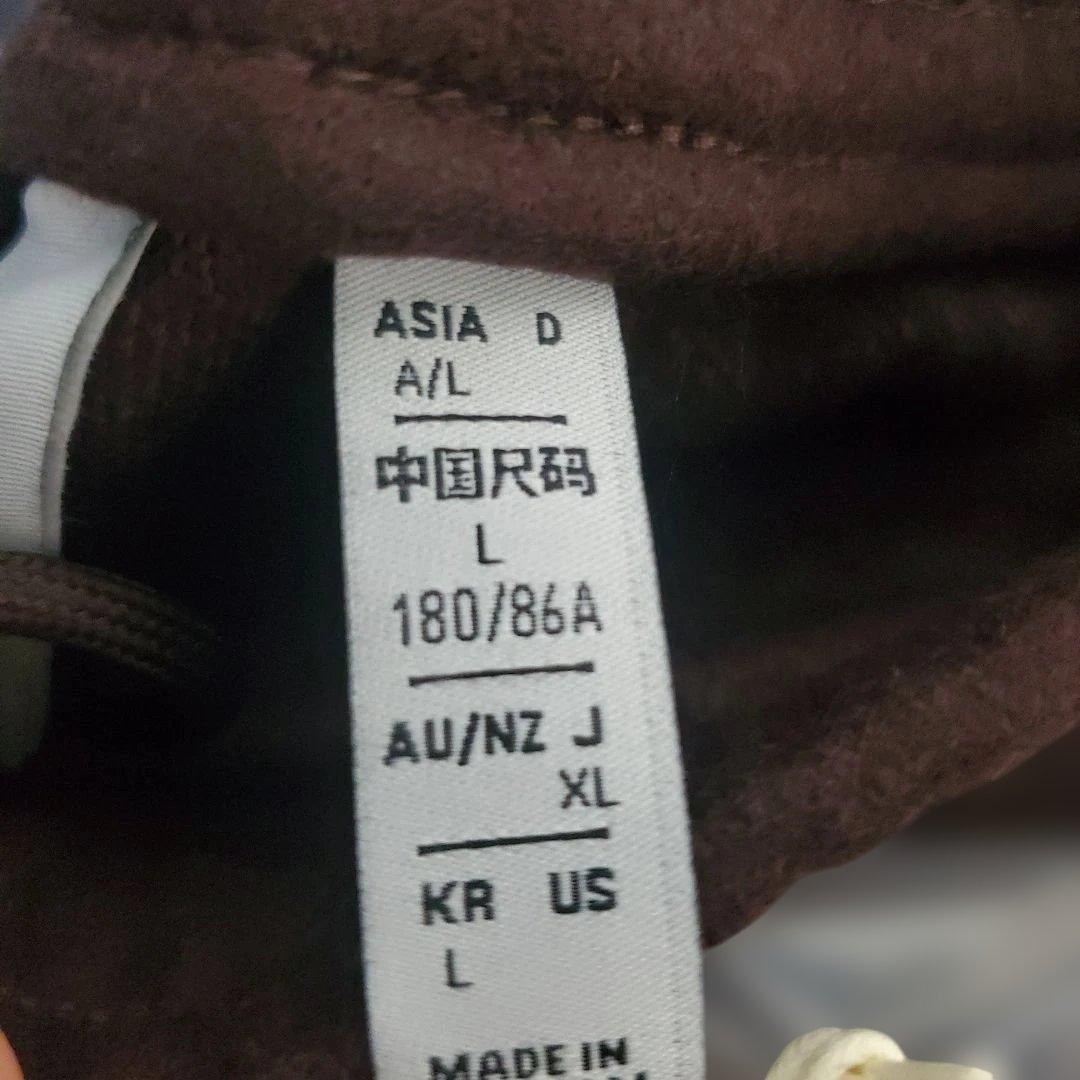 ASIA D
A/L
中国尺码
L
180/86A
AU/NZ J
XL
KR US
L
MADE IN